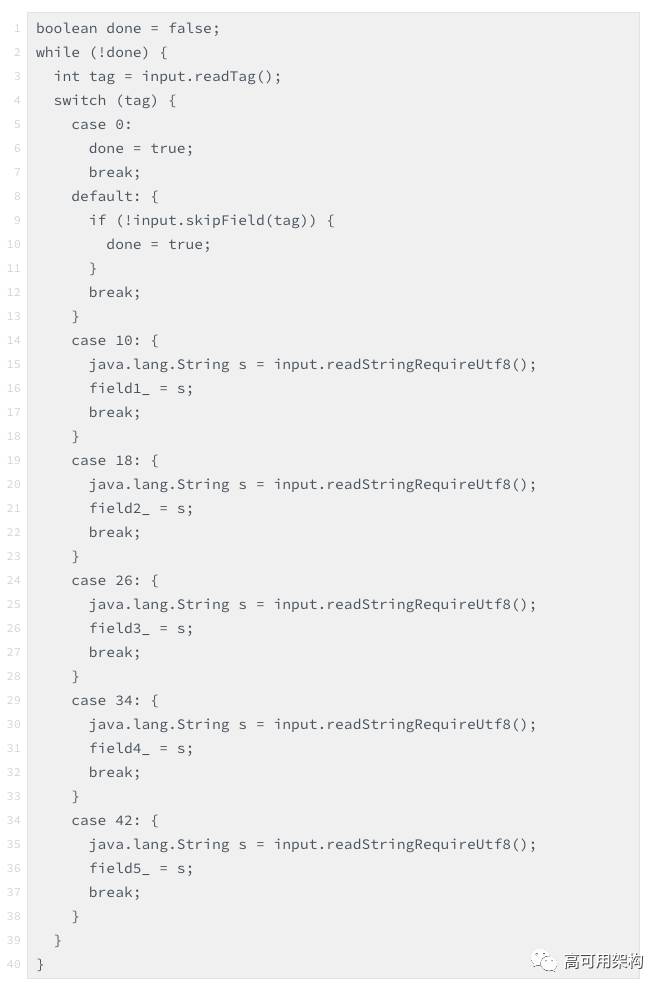 1 boolean done = false;
2 while (!done) {
3   int tag = input.readTag();
4   switch (tag) {
5     case 0:
6       done = true;
7       break;
8     default: {
9       if (!input.skipField(tag)) {
10         done = true;
11       }
12       break;
13     }
14     case 10: {
15       java.lang.String s = input.readStringRequireUtf8();
16       field1_ = s;
17       break;
18     }
19     case 18: {
20       java.lang.String s = input.readStringRequireUtf8();
21       field2_ = s;
22       break;
23     }
24     case 26: {
25       java.lang.String s = input.readStringRequireUtf8();
26       field3_ = s;
27       break;
28     }
29     case 34: {
30       java.lang.String s = input.readStringRequireUtf8();
31       field4_ = s;
32       break;
33     }
34     case 42: {
35       java.lang.String s = input.readStringRequireUtf8();
36       field5_ = s;
37       break;
38     }
39   }
40 }
高可用架构